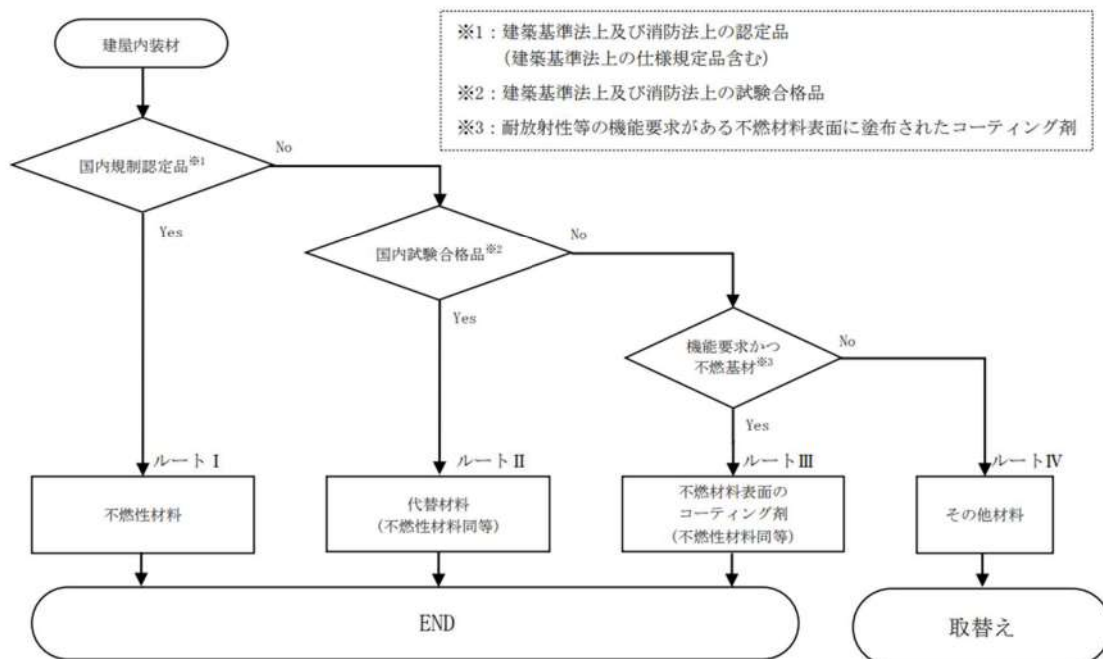 ※1：建築基準法上及び消防法上の認定品
（建築基準法上の仕様規定品含む）
※2：建築基準法上及び消防法上の試験合格品
※3：耐放射性等の機能要求がある不燃材料表面に塗布されたコーティング剤
建屋内装材
国内規制認定品※1
No
Yes
国内試験合格品※2
No
Yes
機能要求かつ
不燃基材※3
No
Yes
ルートⅠ
ルートⅡ
ルートⅢ
ルートⅣ
不燃性材料
代替材料
（不燃性材料同等）
不燃材料表面の
コーティング剤
（不燃性材料同等）
その他材料
END
取替え